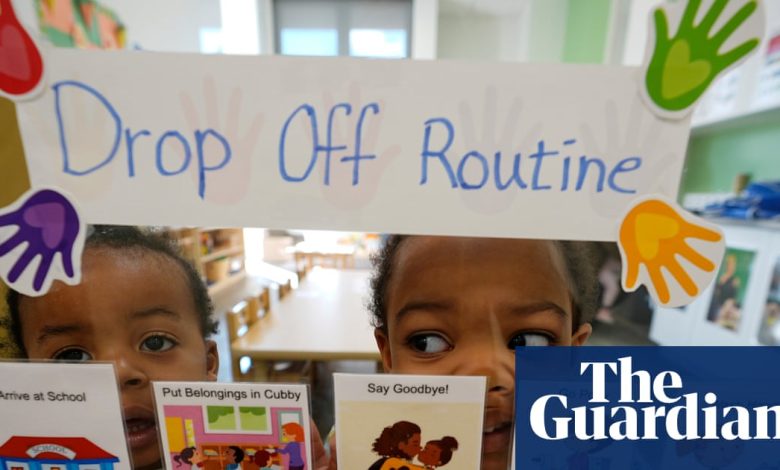 Drop Off Routine
Arrive at School
Put Belongings in Cubby
Say Goodbye!
SCHOOL
The
Guardian